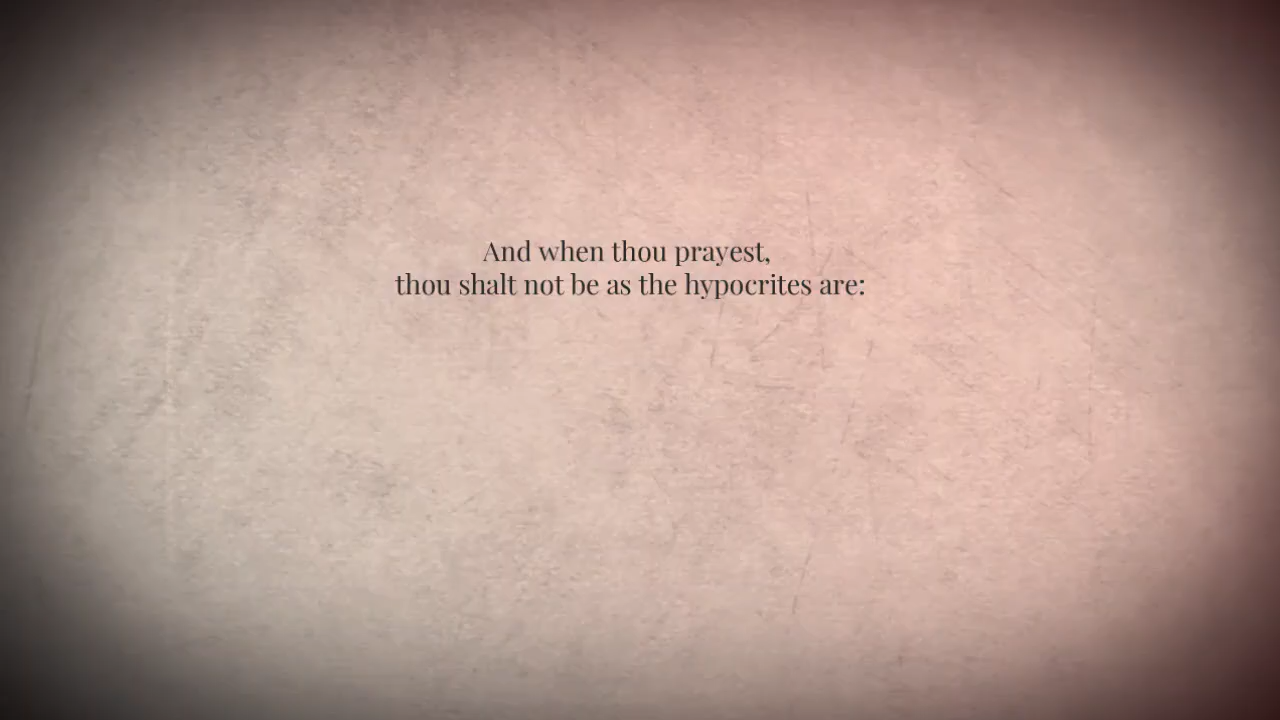 And when thou prayest,
thou shalt not be as the hypocrites are: